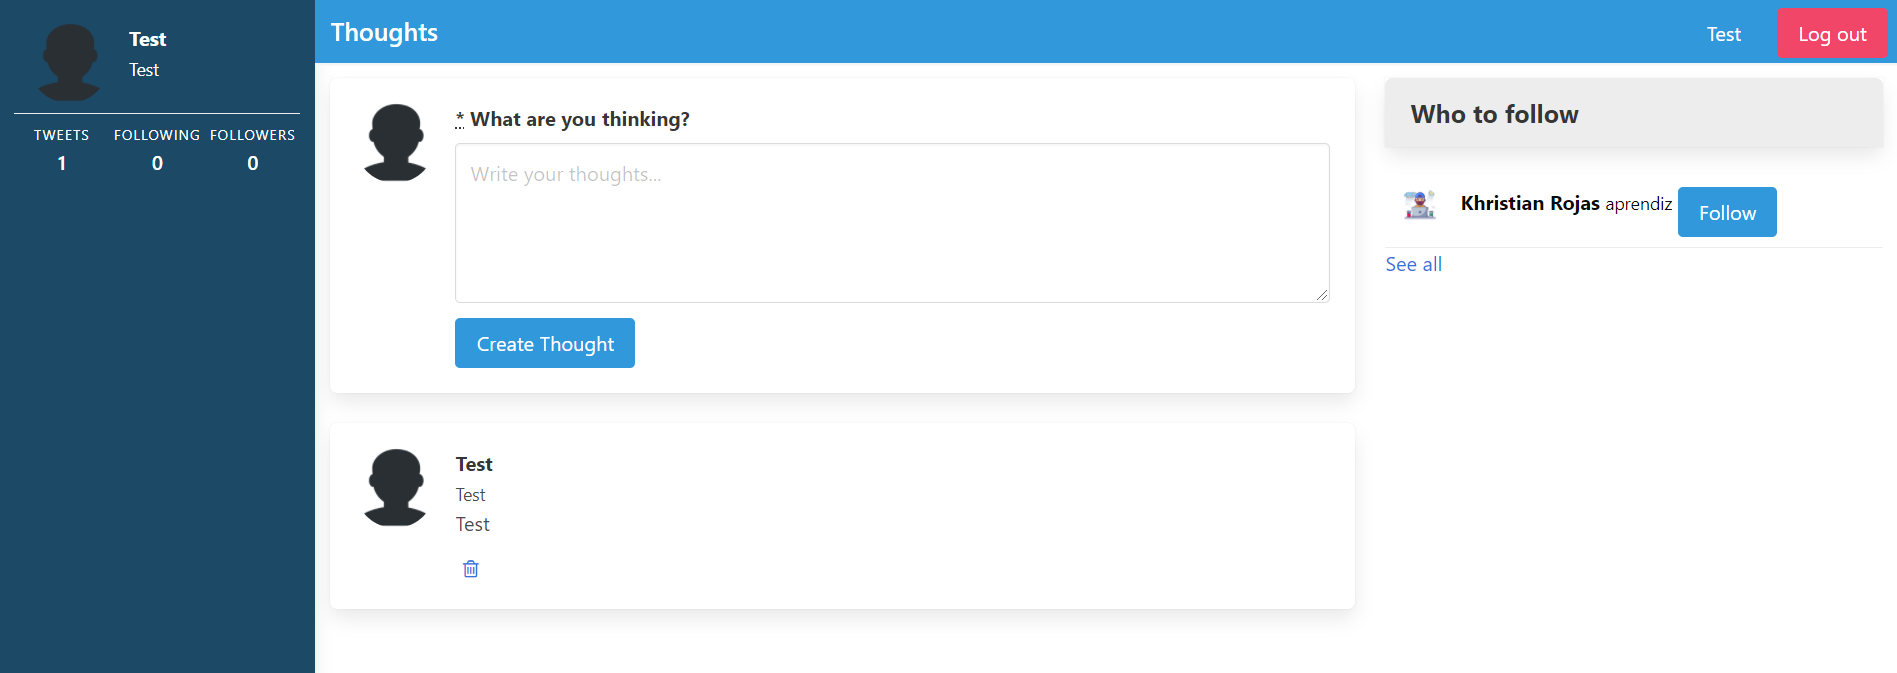 Test
Test
TWEETS FOLLOWING FOLLOWERS
1 0 0
Thoughts
Test
Log out
* What are you thinking?
Write your thoughts...
Create Thought
Test
Test
Test
Who to follow
Khristian Rojas aprendiz Follow
See all